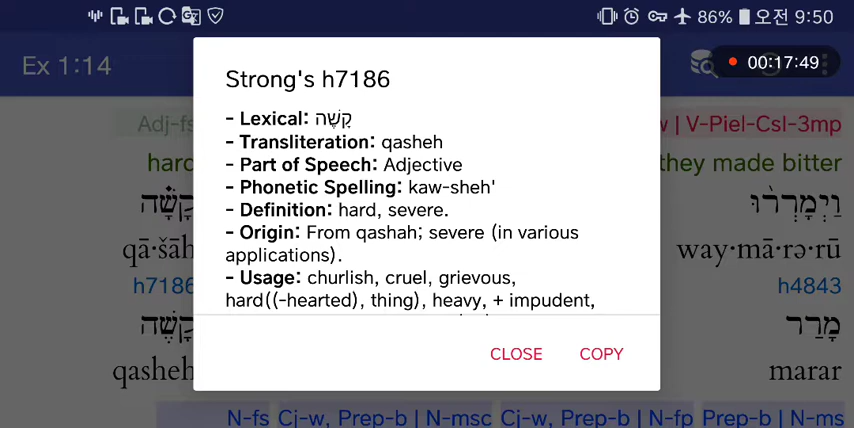 86% 오전 9:50
Ex 1:14
00:17:49
Strong's h7186
- Lexical: קָשֶׁה
- Transliteration: qasheh
- Part of Speech: Adjective
- Phonetic Spelling: kaw-sheh'
- Definition: hard, severe.
- Origin: From qashah; severe (in various
applications).
- Usage: churlish, cruel, grievous,
hard((-hearted), thing), heavy, + impudent,
CLOSE COPY
Adj-fs w | V-Piel-CsI-3mp
hard they made bitter
קָשָׁ֗ה וַיְמָרְר֨וּ
qā·šāh way·mā·rə·rū
h7186 h4843
קָשֶׁה מָרַר
qasheh marar
N-fs Cj-w, Prep-b | N-msc Cj-w, Prep-b | N-fp Prep-b | N-ms